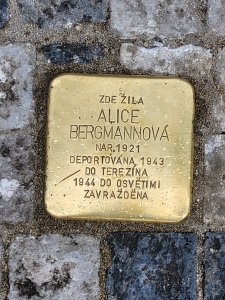 ZDE ŽILA
ALICE
BERGMANNOVÁ
NAR. 1921
DEPORTOVÁNA 1943
DO TEREZÍNA
1944 DO OSVĚTIMI
ZAVRAŽDĚNA